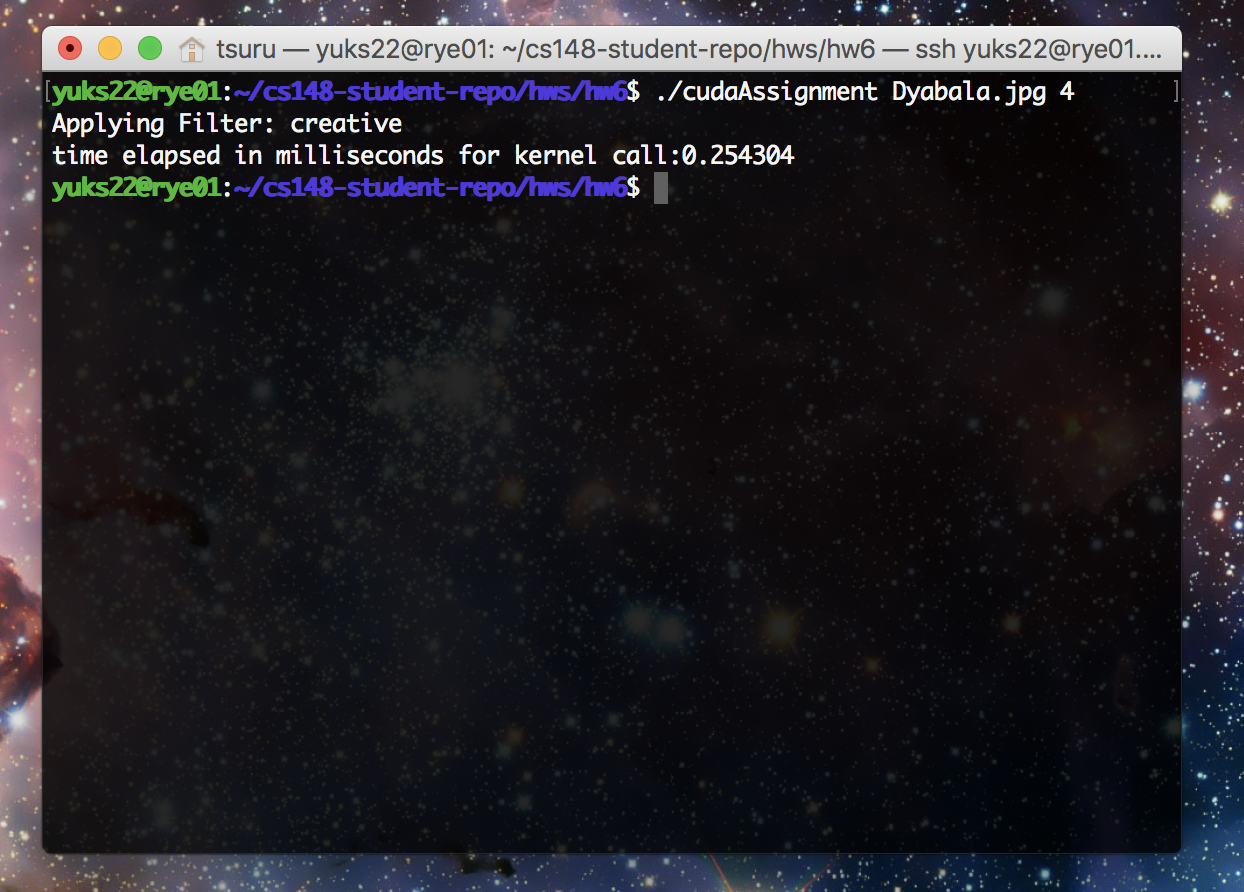 tsuru — yuks22@rye01: ~/cs148-student-repo/hws/hw6 — ssh yuks22@rye01....
[yuks22@rye01:~/cs148-student-repo/hws/hw6$ ./cudaAssignment Dyabala.jpg 4 ]
Applying Filter: creative
time elapsed in milliseconds for kernel call:0.254304
yuks22@rye01:~/cs148-student-repo/hws/hw6$